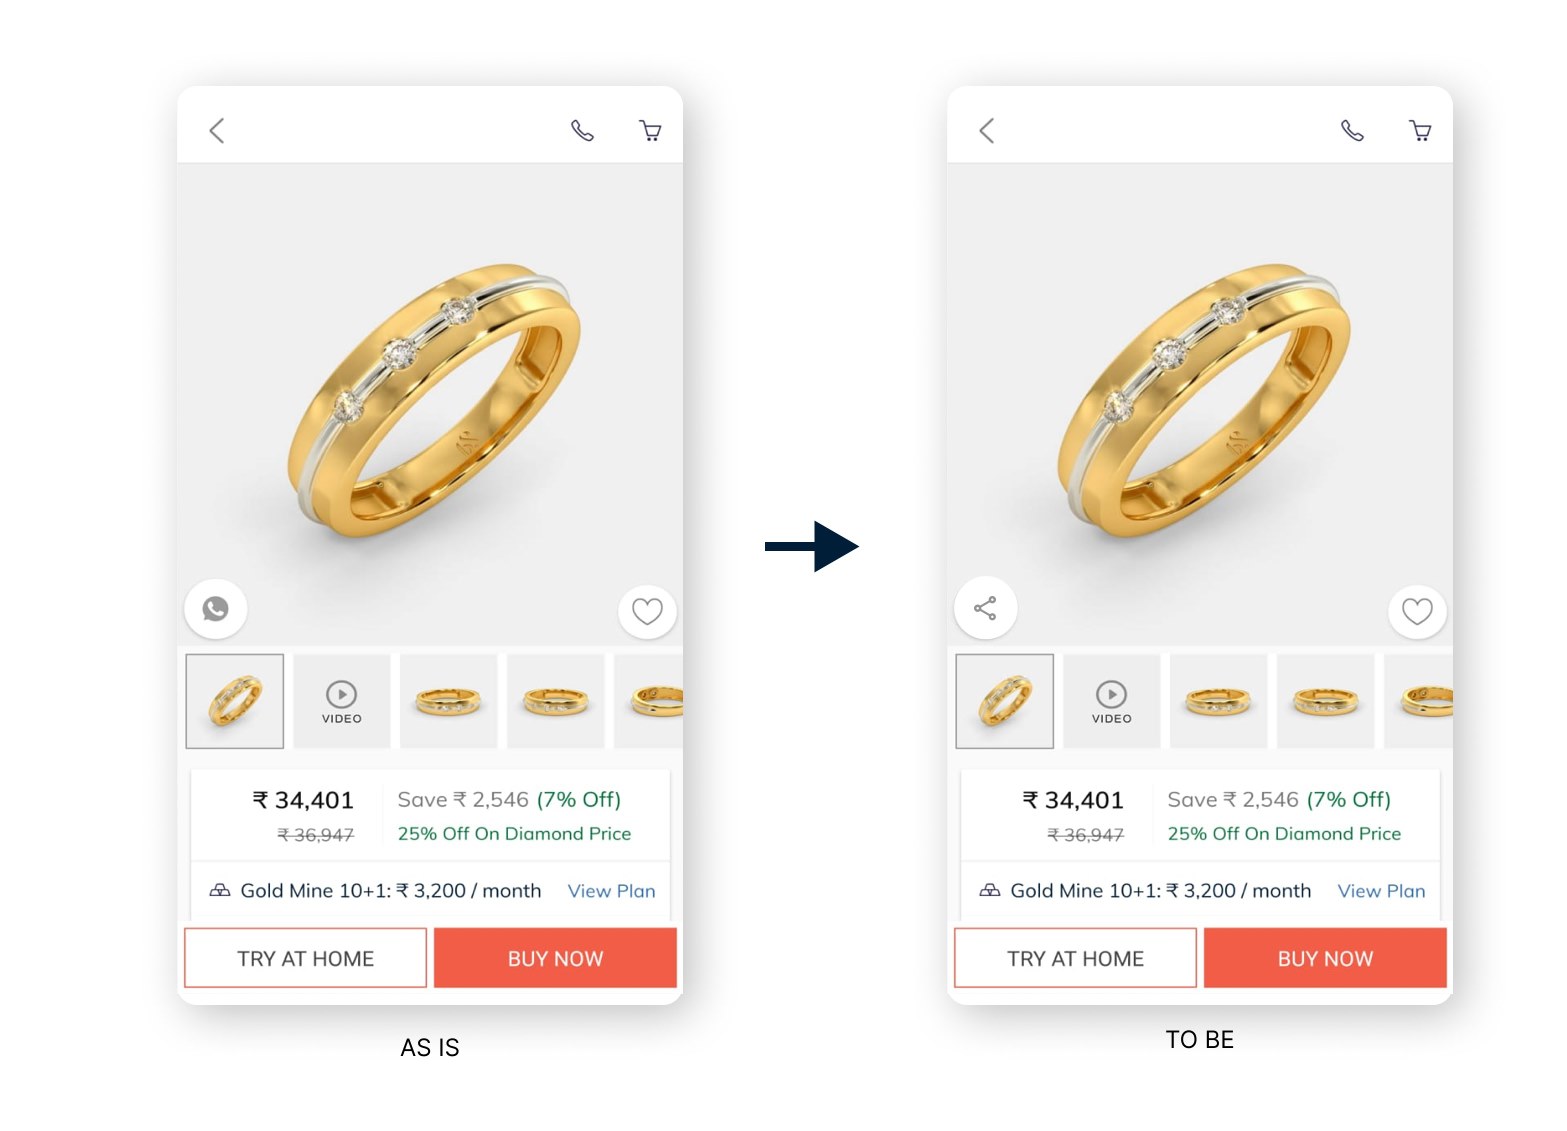 VIDEO
₹ 34,401
Save ₹ 2,546 (7% Off)
₹ 36,947
25% Off On Diamond Price
Gold Mine 10+1: ₹ 3,200 / month View Plan
TRY AT HOME
BUY NOW
AS IS
VIDEO
₹ 34,401
Save ₹ 2,546 (7% Off)
₹ 36,947
25% Off On Diamond Price
Gold Mine 10+1: ₹ 3,200 / month View Plan
TRY AT HOME
BUY NOW
TO BE